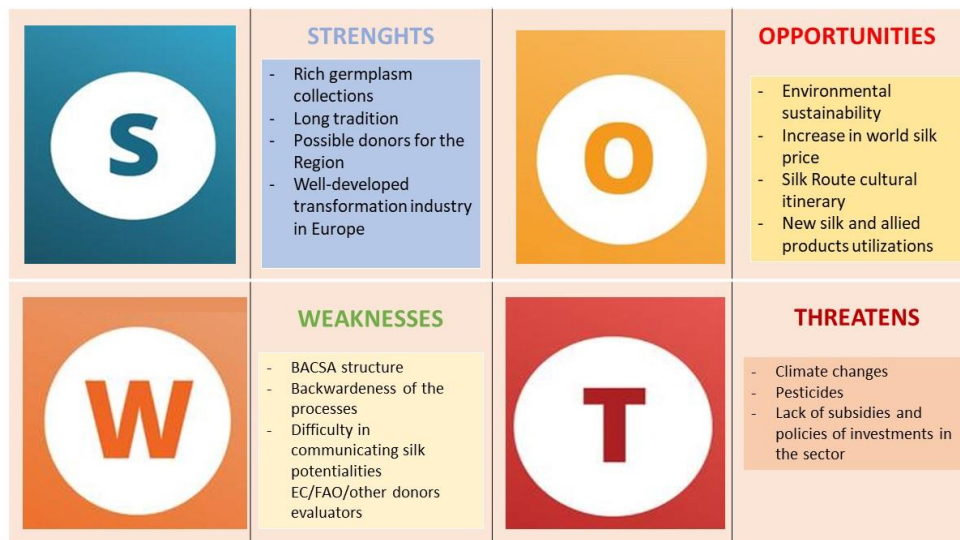 S
STRENGHTS
- Rich germplasm
collections
- Long tradition
- Possible donors for the
Region
- Well-developed
transformation industry
in Europe
O
OPPORTUNITIES
- Environmental
sustainability
- Increase in world silk
price
- Silk Route cultural
itinerary
- New silk and allied
products utilizations
W
WEAKNESSES
- BACSA structure
- Backwardeness of the
processes
- Difficulty in
communicating silk
potentialities
EC/FAO/other donors
evaluators
T
THREATENS
- Climate changes
- Pesticides
- Lack of subsidies and
policies of investments in
the sector